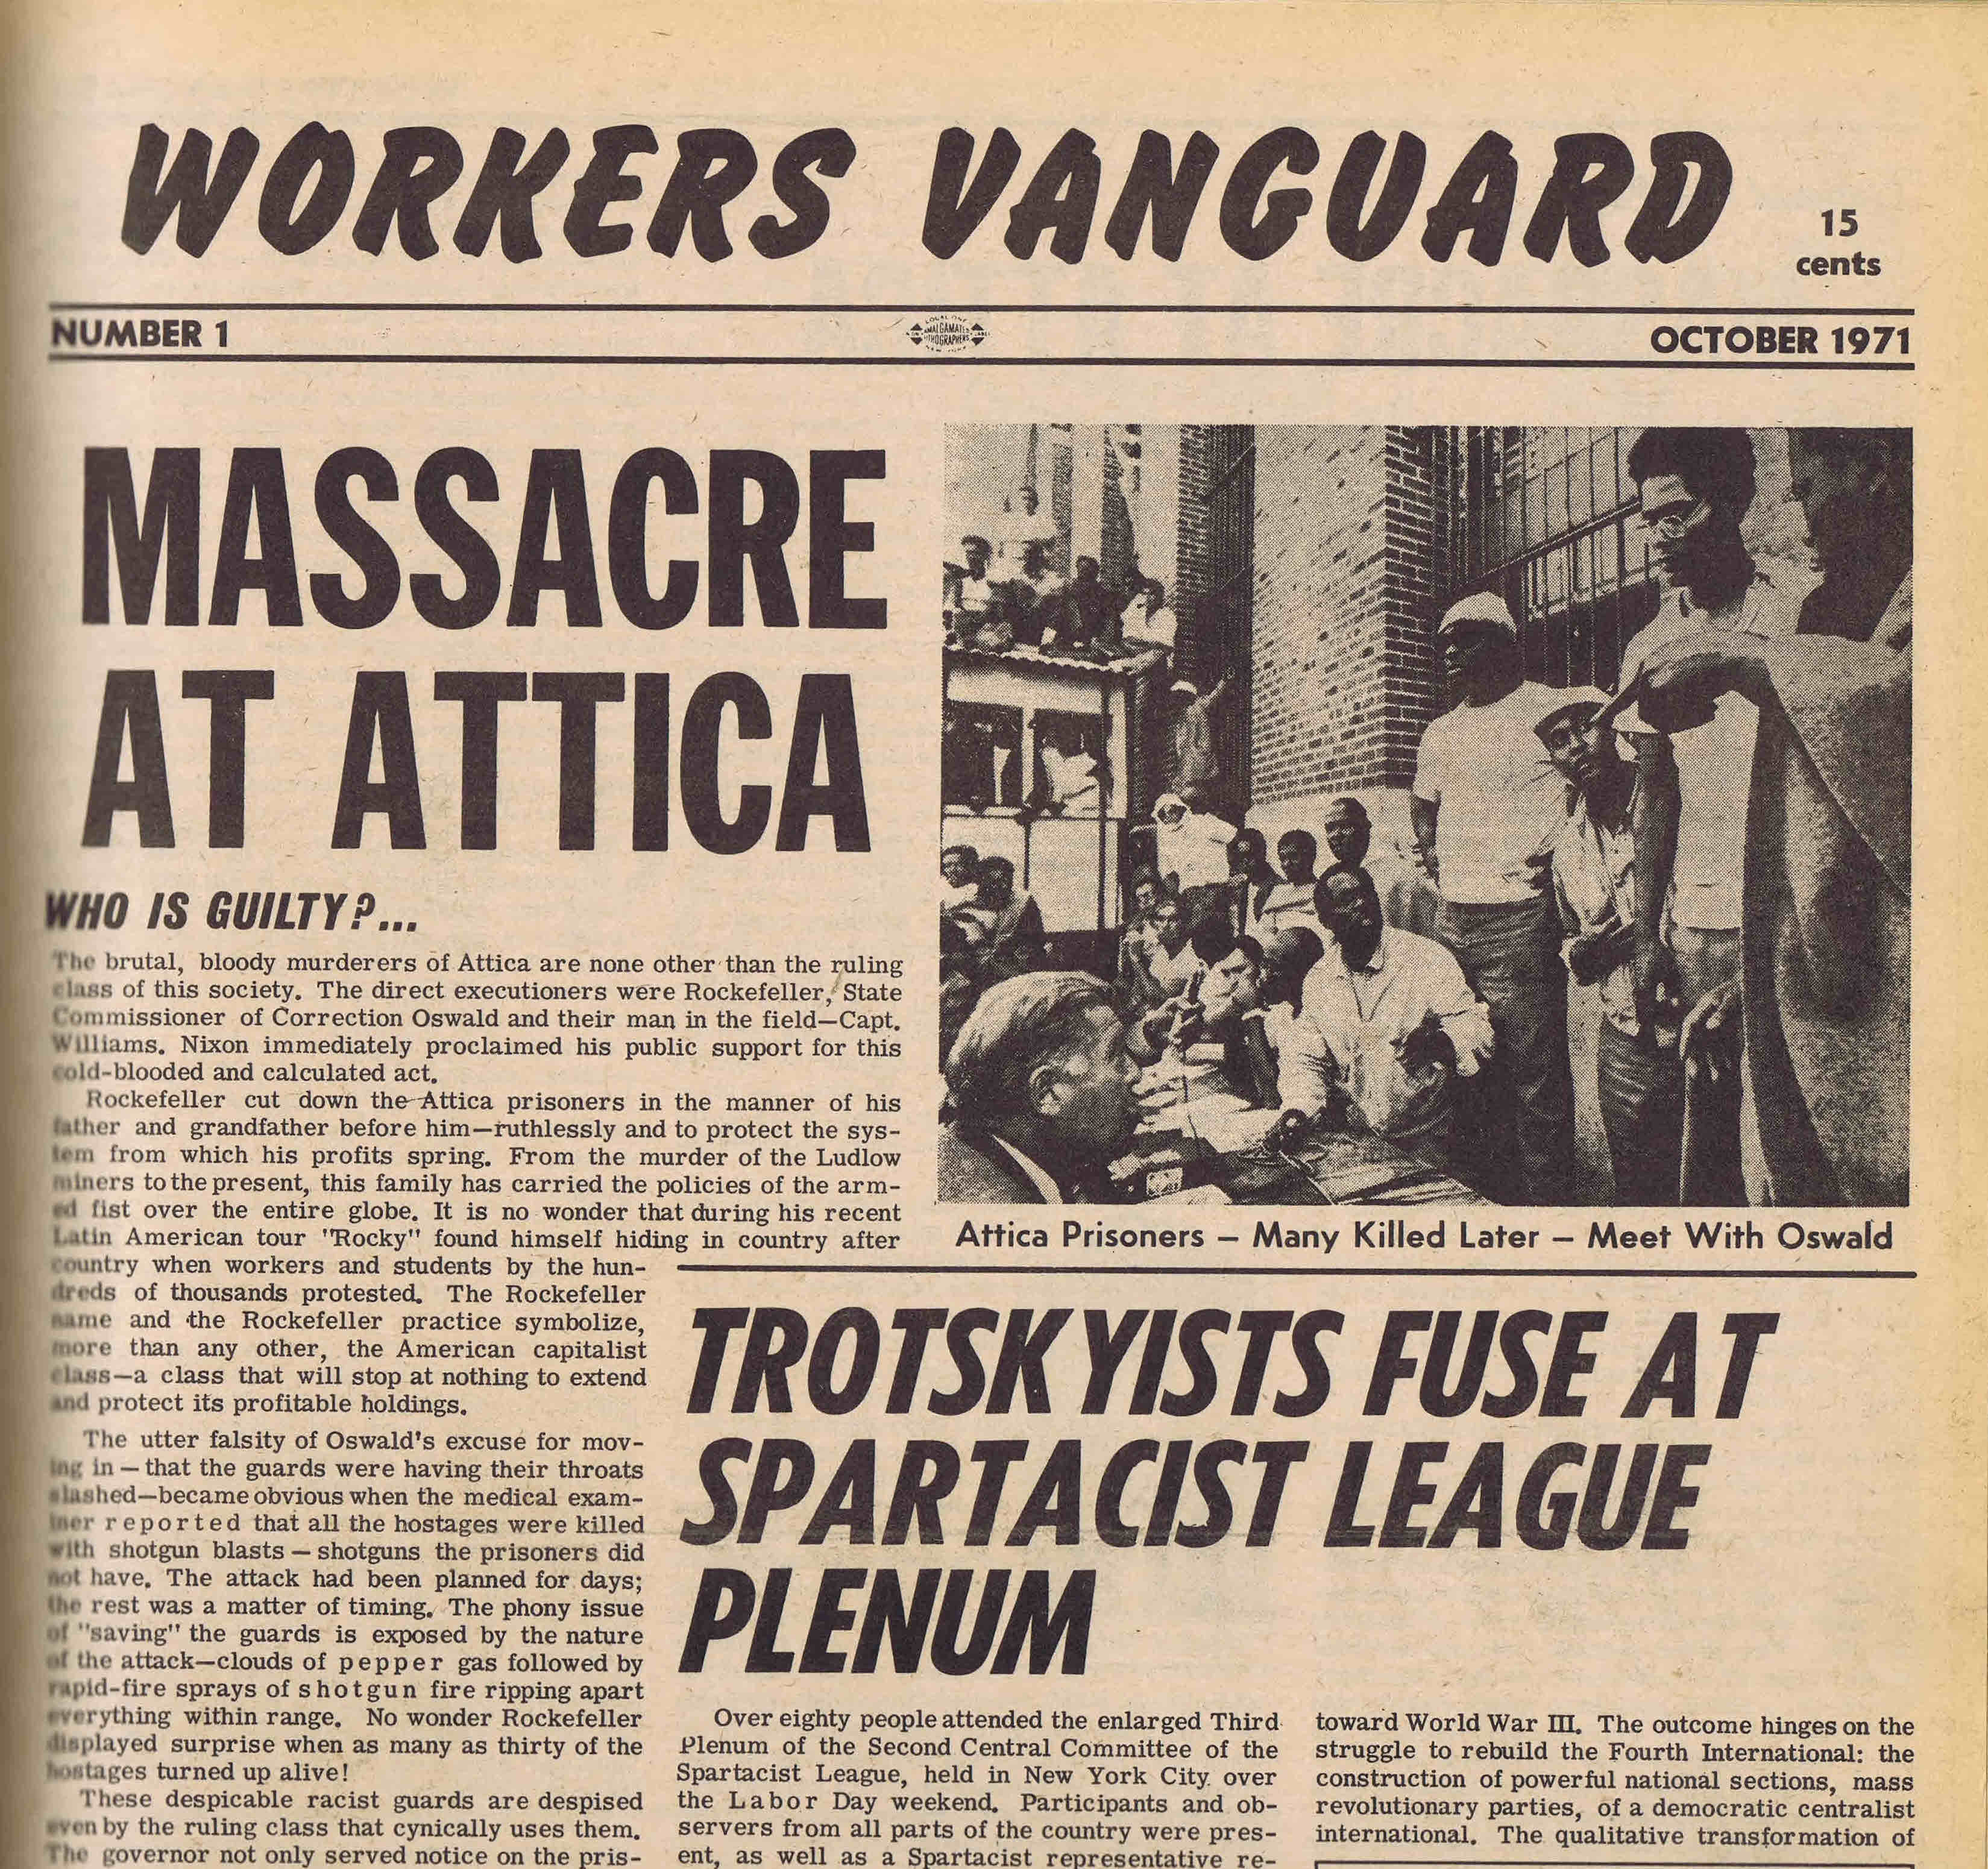 WORKERS VANGUARD
15
cents
NUMBER 1
AMALGAMATED
LITHOGRAPHERS
OCTOBER 1971
MASSACRE
AT ATTICA
WHO IS GUILTY?...
The brutal, bloody murderers of Attica are none other than the ruling
class of this society. The direct executioners were Rockefeller, State
Commissioner of Correction Oswald and their man in the field—Capt.
Williams. Nixon immediately proclaimed his public support for this
cold-blooded and calculated act.
Rockefeller cut down the Attica prisoners in the manner of his
father and grandfather before him—ruthlessly and to protect the sys-
tem from which his profits spring. From the murder of the Ludlow
miners to the present, this family has carried the policies of the arm-
ed fist over the entire globe. It is no wonder that during his recent
Latin American tour "Rocky" found himself hiding in country after
country when workers and students by the hun-
dreds of thousands protested. The Rockefeller
name and the Rockefeller practice symbolize,
more than any other, the American capitalist
class—a class that will stop at nothing to extend
and protect its profitable holdings.
The utter falsity of Oswald's excuse for mov-
ing in — that the guards were having their throats
slashed—became obvious when the medical exam-
iner reported that all the hostages were killed
with shotgun blasts — shotguns the prisoners did
not have. The attack had been planned for days;
the rest was a matter of timing. The phony issue
of "saving" the guards is exposed by the nature
of the attack—clouds of pepper gas followed by
rapid-fire sprays of shotgun fire ripping apart
everything within range. No wonder Rockefeller
displayed surprise when as many as thirty of the
hostages turned up alive!
These despicable racist guards are despised
even by the ruling class that cynically uses them.
The governor not only served notice on the pris-
Attica Prisoners — Many Killed Later — Meet With Oswald
TROTSKYISTS FUSE AT
SPARTACIST LEAGUE
PLENUM
Over eighty people attended the enlarged Third
Plenum of the Second Central Committee of the
Spartacist League, held in New York City over
the Labor Day weekend. Participants and ob-
servers from all parts of the country were pres-
ent, as well as a Spartacist representative re-
toward World War III. The outcome hinges on the
struggle to rebuild the Fourth International: the
construction of powerful national sections, mass
revolutionary parties, of a democratic centralist
international. The qualitative transformation of